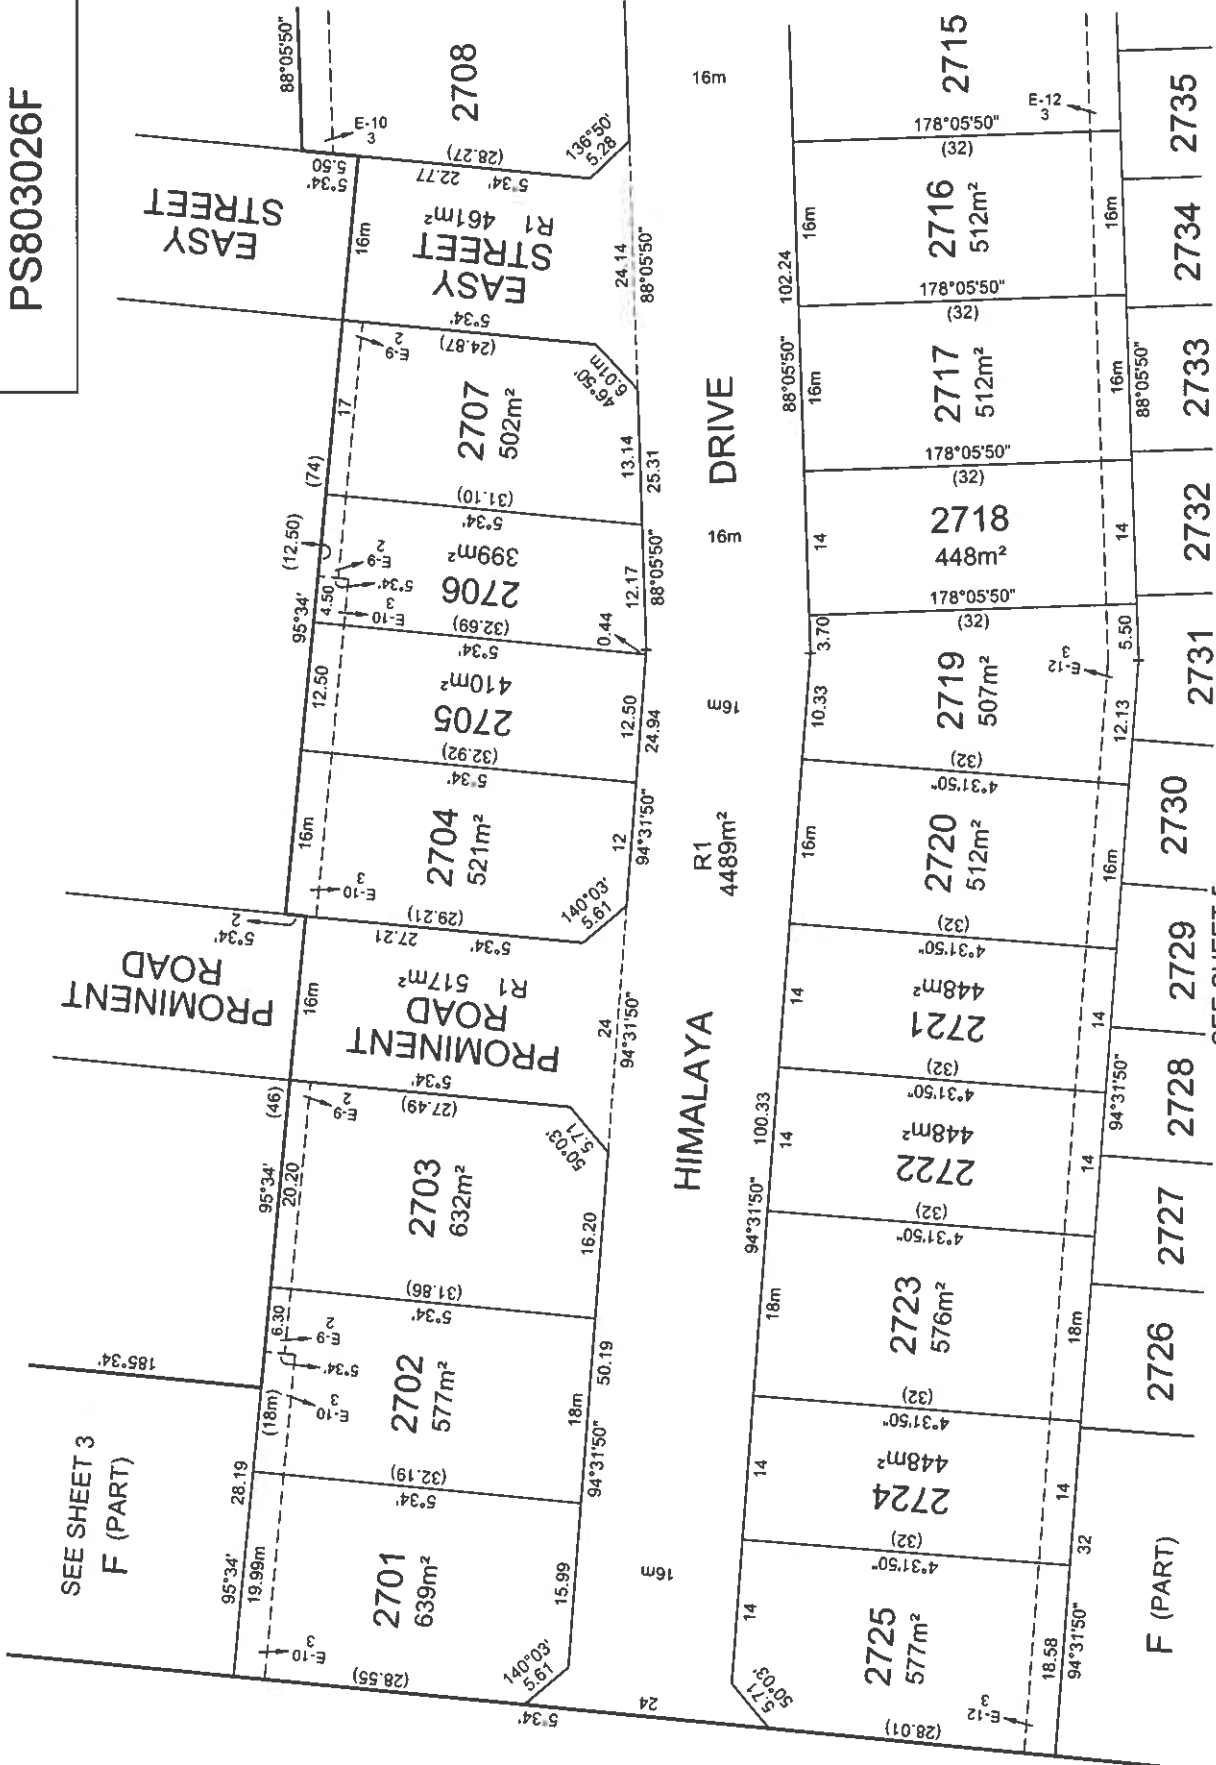 PS803026F
SEE SHEET 3
F (PART)
185°34'
95°34'
28.19
19.99m
(18m)
6.30
95°34'
20.20
(46)
16m
5°34'
2
16m
12.50
95°34'
4.50
(12.50)
(74)
17
16m
5°34'
5.50
88°05'50"
PROMINENT
ROAD
EASY
STREET
E-10
3
E-10
3
5°34'
E-9
2
E-9
2
E-10
3
E-10
3
5°34'
E-9
2
E-9
2
E-10
3
2701
639m²
(28.55)
5°34'
140°03'
5.61
15.99
5°34'
(32.19)
2702
577m²
18m
94°31'50"
50.19
5°34'
(31.86)
2703
632m²
16.20
50°03'
5.71
(27.49)
5°34'
PROMINENT
ROAD
R1
517m²
24
94°31'50"
27.21
5°34'
(29.21)
140°03'
5.61
2704
521m²
12
94°31'50"
5°34'
(32.92)
2705
410m²
12.50
24.94
5°34'
(32.69)
0.44
2706
399m²
12.17
88°05'50"
5°34'
(31.10)
2707
502m²
13.14
25.31
46°50'
6.01m
(24.87)
5°34'
EASY
STREET
R1
461m²
24.14
88°05'50"
22.77
5°34'
(28.27)
136°50'
5.28
2708
24
16m
HIMALAYA
R1
4489m²
16m
16m
DRIVE
16m
50°03'
5.71
14
14
18m
94°31'50"
100.33
14
14
16m
10.33
3.70
14
16m
88°05'50"
102.24
16m
2725
577m²
(28.01)
E-12
3
18.58
94°31'50"
32
4°31'50"
(32)
2724
448m²
14
4°31'50"
(32)
2723
576m²
18m
4°31'50"
(32)
2722
448m²
14
94°31'50"
4°31'50"
(32)
2721
448m²
14
4°31'50"
(32)
2720
512m²
16m
4°31'50"
(32)
2719
507m²
12.13
5.50
E-12
3
178°05'50"
(32)
2718
448m²
14
178°05'50"
(32)
2717
512m²
16m
88°05'50"
178°05'50"
(32)
2716
512m²
16m
178°05'50"
(32)
2715
E-12
3
F (PART)
2726
2727
2728
2729
2730
2731
2732
2733
2734
2735